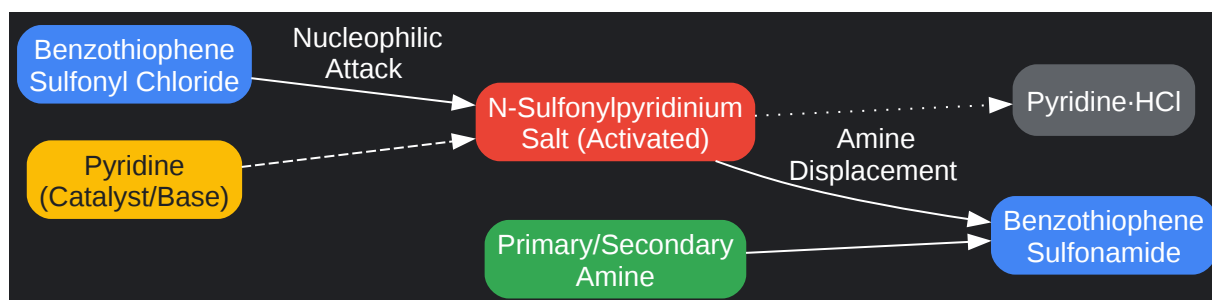 Benzothiophene
Sulfonyl Chloride
Nucleophilic
Attack
Pyridine
(Catalyst/Base)
N-Sulfonylpyridinium
Salt (Activated)
Pyridine·HCl
Amine
Displacement
Primary/Secondary
Amine
Benzothiophene
Sulfonamide